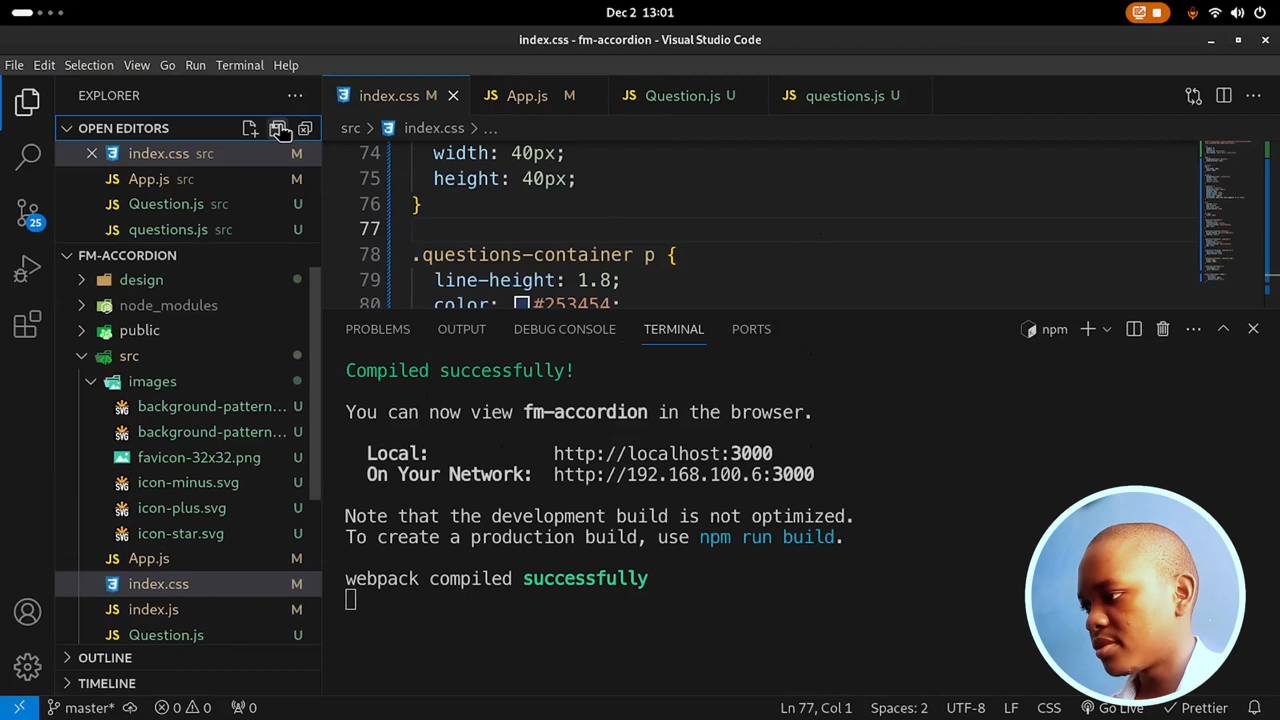 Dec 2 13:01
index.css - fm-accordion - Visual Studio Code
File Edit Selection View Go Run Terminal Help
EXPLORER
index.css M
App.js M
Question.js U
questions.js U
OPEN EDITORS
src > index.css > ...
index.css src M
App.js src M
Question.js src U
questions.js src U
74 width: 40px;
75 height: 40px;
76 }
77
78 .questions-container p {
79 line-height: 1.8;
80 color: #253454;
25
FM-ACCORDION
design
node_modules
public
src
images
background-pattern... U
background-pattern... U
favicon-32x32.png U
icon-minus.svg U
icon-plus.svg U
icon-star.svg U
App.js M
index.css M
index.js M
Question.js U
OUTLINE
TIMELINE
PROBLEMS OUTPUT DEBUG CONSOLE TERMINAL PORTS
npm
Compiled successfully!
You can now view fm-accordion in the browser.
Local: http://localhost:3000
On Your Network: http://192.168.100.6:3000
Note that the development build is not optimized.
To create a production build, use npm run build.
webpack compiled successfully
master* 0 0 0 Ln 77, Col 1 Spaces: 2 UTF-8 LF CSS Go Live Prettier